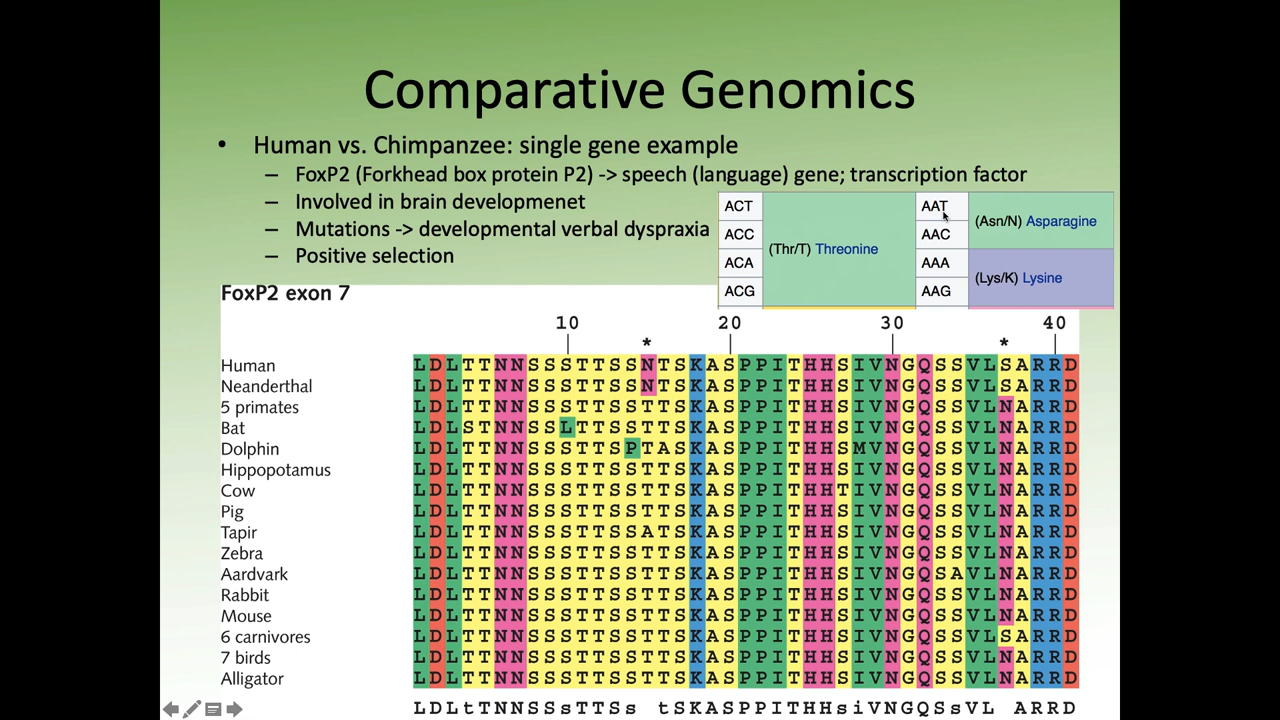 Comparative Genomics
• Human vs. Chimpanzee: single gene example
– FoxP2 (Forkhead box protein P2) -> speech (language) gene; transcription factor
– Involved in brain developmenet
– Mutations -> developmental verbal dyspraxia
– Positive selection
ACT (Thr/T) Threonine AAT (Asn/N) Asparagine
ACC AAC
ACA AAA (Lys/K) Lysine
ACG AAG
FoxP2 exon 7
10 20 30 40
* *
Human LDLTTNNSSSTTSSNTSKASPPITHHSIVNGQSSVLSARRD
Neanderthal LDLTTNNSSSTTSSNTSKASPPITHHSIVNGQSSVLSARRD
5 primates LDLTTNNSSSTTSSTTSKASPPITHHSIVNGQSSVLNARRD
Bat LDLSTNNSSLTTSSTTSKASPPITHHSIVNGQSSVLNARRD
Dolphin LDLTTNNSSSTTSPTASKASPPITHHSMVNGQSSVLNARRD
Hippopotamus LDLTTNNSSSTTSSTTSKASPPITHHSIVNGQSSVLNARRD
Cow LDLTTNNSSSTTSSTTSKASPPITHHTIVNGQSSVLNARRD
Pig LDLTTNNSSSTTSSTTSKASPPITHHSIVNGQSSVLNARRD
Tapir LDLTTNNSSSTTSSATSKASPPITHHSIVNGQSSVLNARRD
Zebra LDLTTNNSSSTTSSTTSKASPPITHHSIVNGQSSVLNARRD
Aardvark LDLTTNNSSSTTSSTTSKASPPITHHSIVNGQSAVLNARRD
Rabbit LDLTTNNSSSTTSSTTSKASPPITHHSIVNGQSSVLNARRD
Mouse LDLTTNNSSSTTSSTTSKASPPITHHSIVNGQSSVLNARRD
6 carnivores LDLTTNNSSSTTSSTTSKASPPITHHSIVNGQSSVLSARRD
7 birds LDLTTNNSSSTTSSTTSKASPPITHHSIVNGQSSVLNARRD
Alligator LDLTTNNSSSTTSSTTSKASPPITHHSIVNGQSSVLNARRD
LDLtTNNSSsTTSs tSKASPPITHHsiVNGQSsVL ARRD